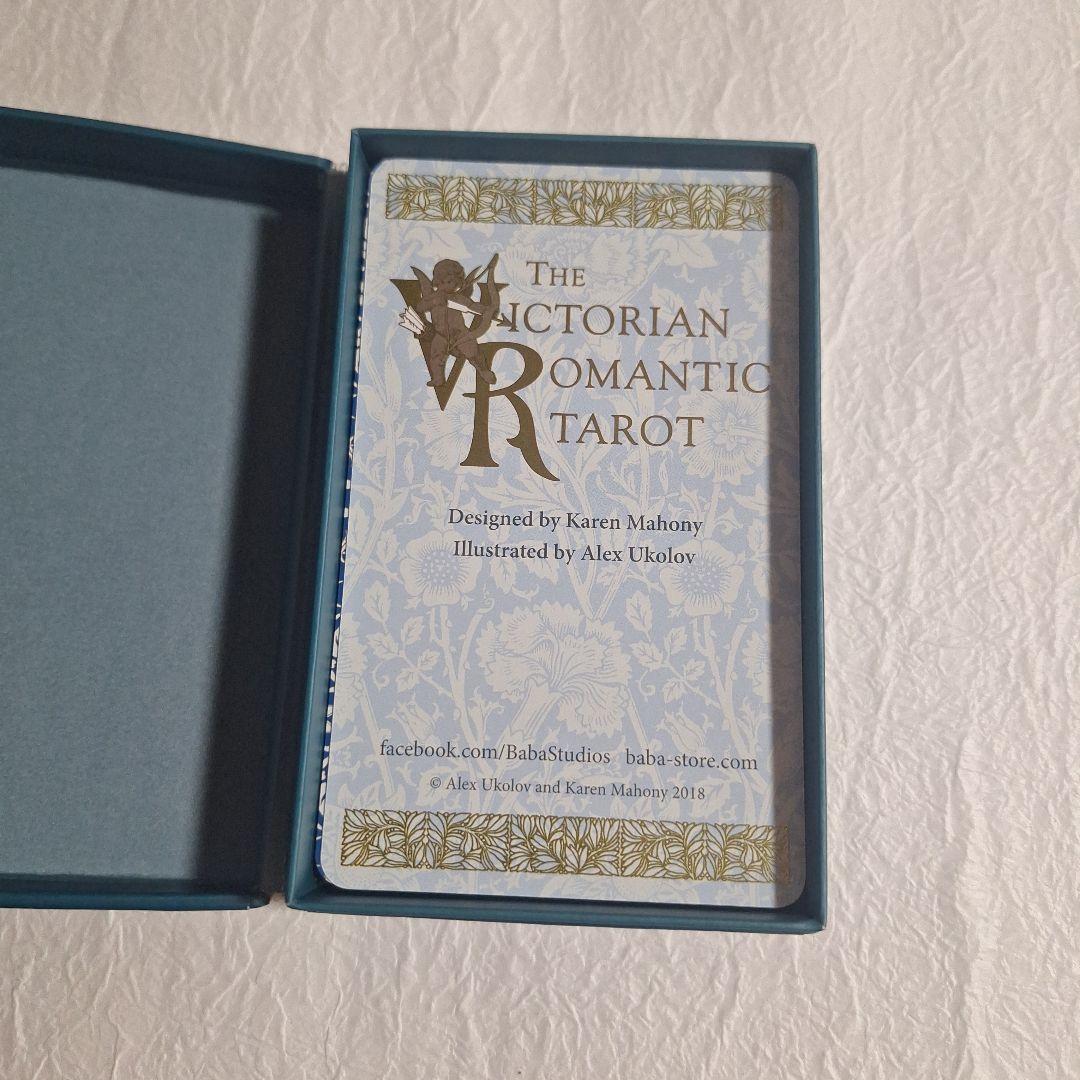 THE
VICTORIAN
ROMANTIC
TAROT
Designed by Karen Mahony
Illustrated by Alex Ukolov
facebook.com/BabaStudios baba-store.com
© Alex Ukolov and Karen Mahony 2018